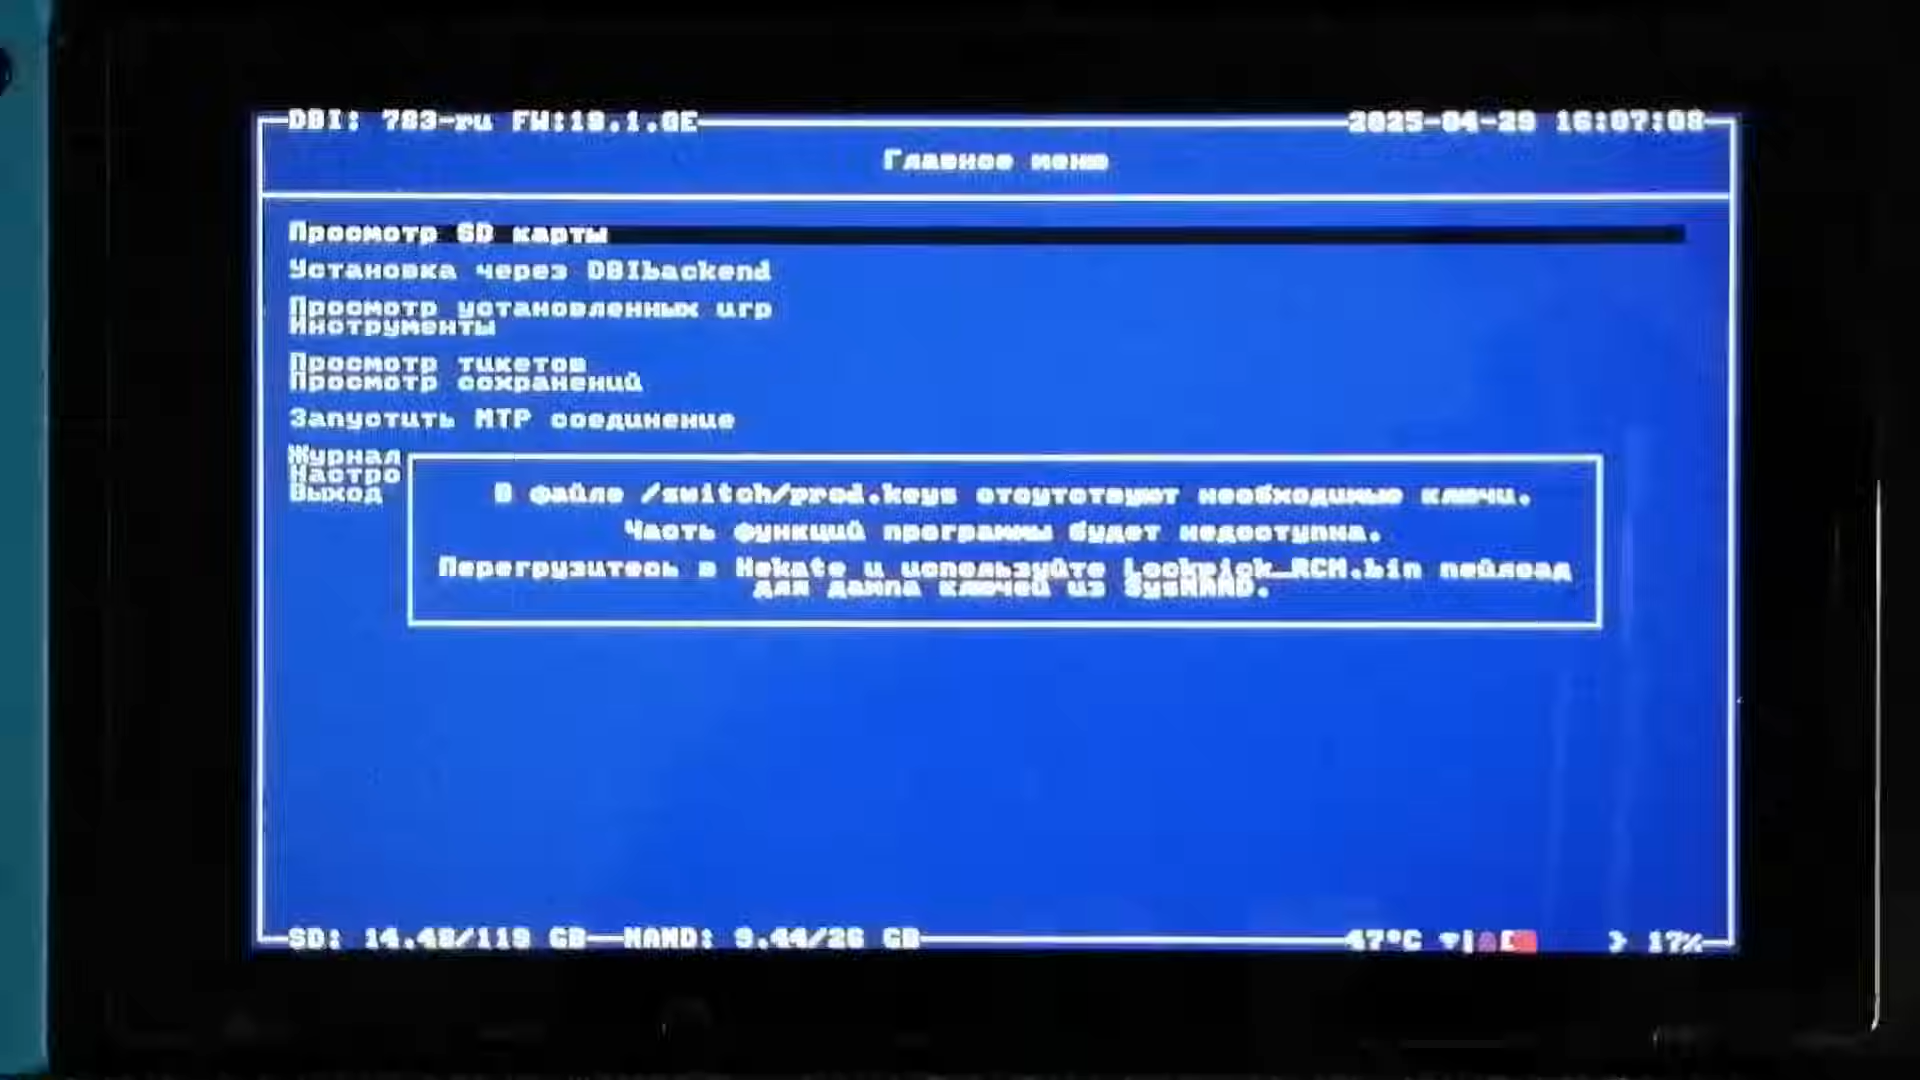 DBI: 783-ru FW:19.1.0E 2025-04-29 16:07:08
Главное меню
Просмотр SD карты
Установка через DBIbackend
Просмотр установленных игр
Инструменты
Просмотр тикетов
Просмотр сохранений
Запустить MTP соединение
Журнал
Настро
Выход
В файле /switch/prod.keys отсутствуют необходимые ключи.
Часть функций программы будет недоступна.
Перегрузитесь в Hekate и используйте Lockpick_RCM.bin пейлоад
для дампа ключей из SysNAND.
SD: 14.48/119 GB NAND: 9.44/26 GB 47°C 17%